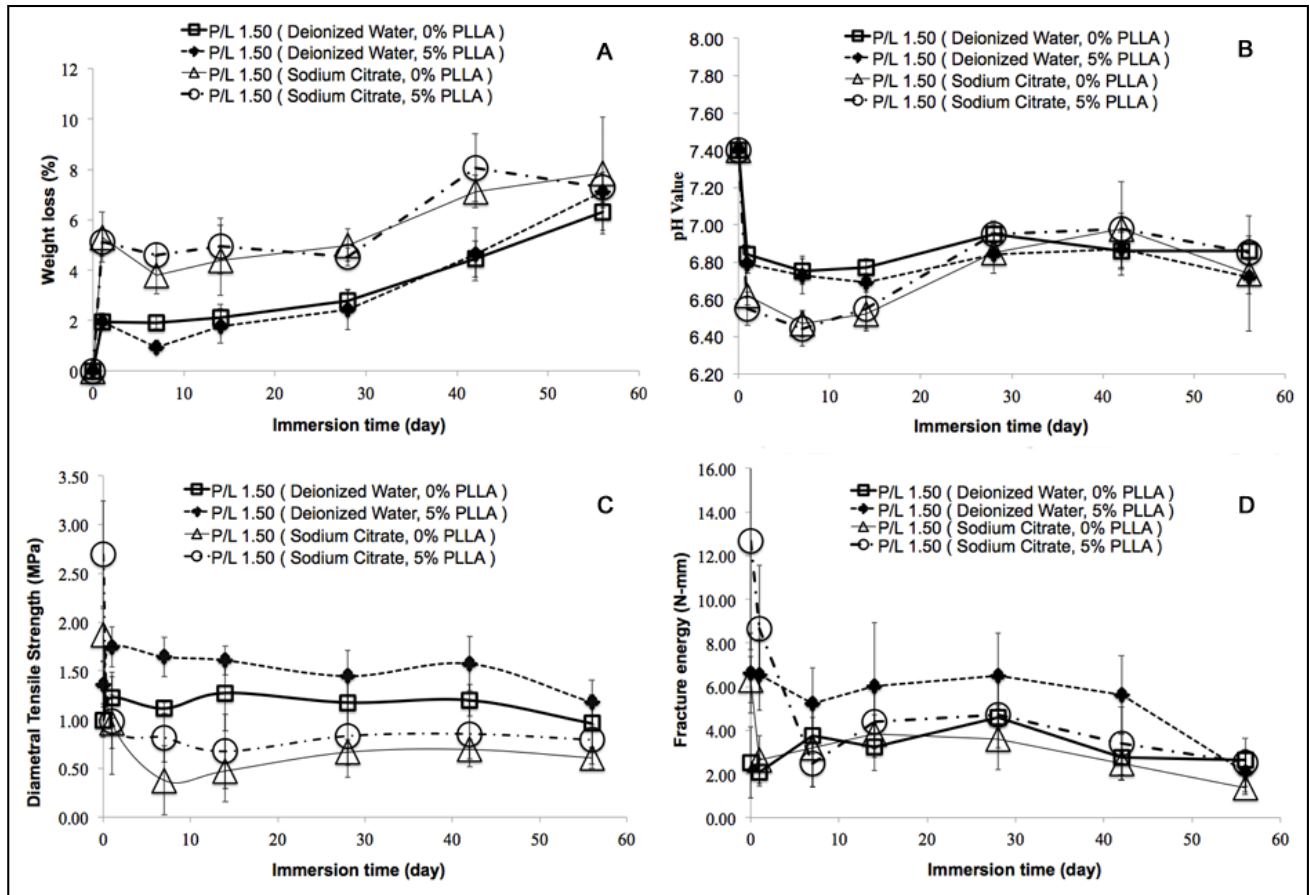 P/L 1.50 ( Deionized Water, 0% PLLA )
P/L 1.50 ( Deionized Water, 5% PLLA )
P/L 1.50 ( Sodium Citrate, 0% PLLA )
P/L 1.50 ( Sodium Citrate, 5% PLLA )
A
12
10
8
6
4
2
0
Weight loss (%)
0 10 20 30 40 50 60
Immersion time (day)
P/L 1.50 ( Deionized Water, 0% PLLA )
P/L 1.50 ( Deionized Water, 5% PLLA )
P/L 1.50 ( Sodium Citrate, 0% PLLA )
P/L 1.50 ( Sodium Citrate, 5% PLLA )
B
8.00
7.80
7.60
7.40
7.20
7.00
6.80
6.60
6.40
6.20
pH Value
0 10 20 30 40 50 60
Immersion time (day)
P/L 1.50 ( Deionized Water, 0% PLLA )
P/L 1.50 ( Deionized Water, 5% PLLA )
P/L 1.50 ( Sodium Citrate, 0% PLLA )
P/L 1.50 ( Sodium Citrate, 5% PLLA )
C
3.50
3.00
2.50
2.00
1.50
1.00
0.50
0.00
Diametral Tensile Strength (MPa)
0 10 20 30 40 50 60
Immersion time (day)
P/L 1.50 ( Deionized Water, 0% PLLA )
P/L 1.50 ( Deionized Water, 5% PLLA )
P/L 1.50 ( Sodium Citrate, 0% PLLA )
P/L 1.50 ( Sodium Citrate, 5% PLLA )
D
16.00
14.00
12.00
10.00
8.00
6.00
4.00
2.00
0.00
Fracture energy (N-mm)
0 10 20 30 40 50 60
Immersion time (day)